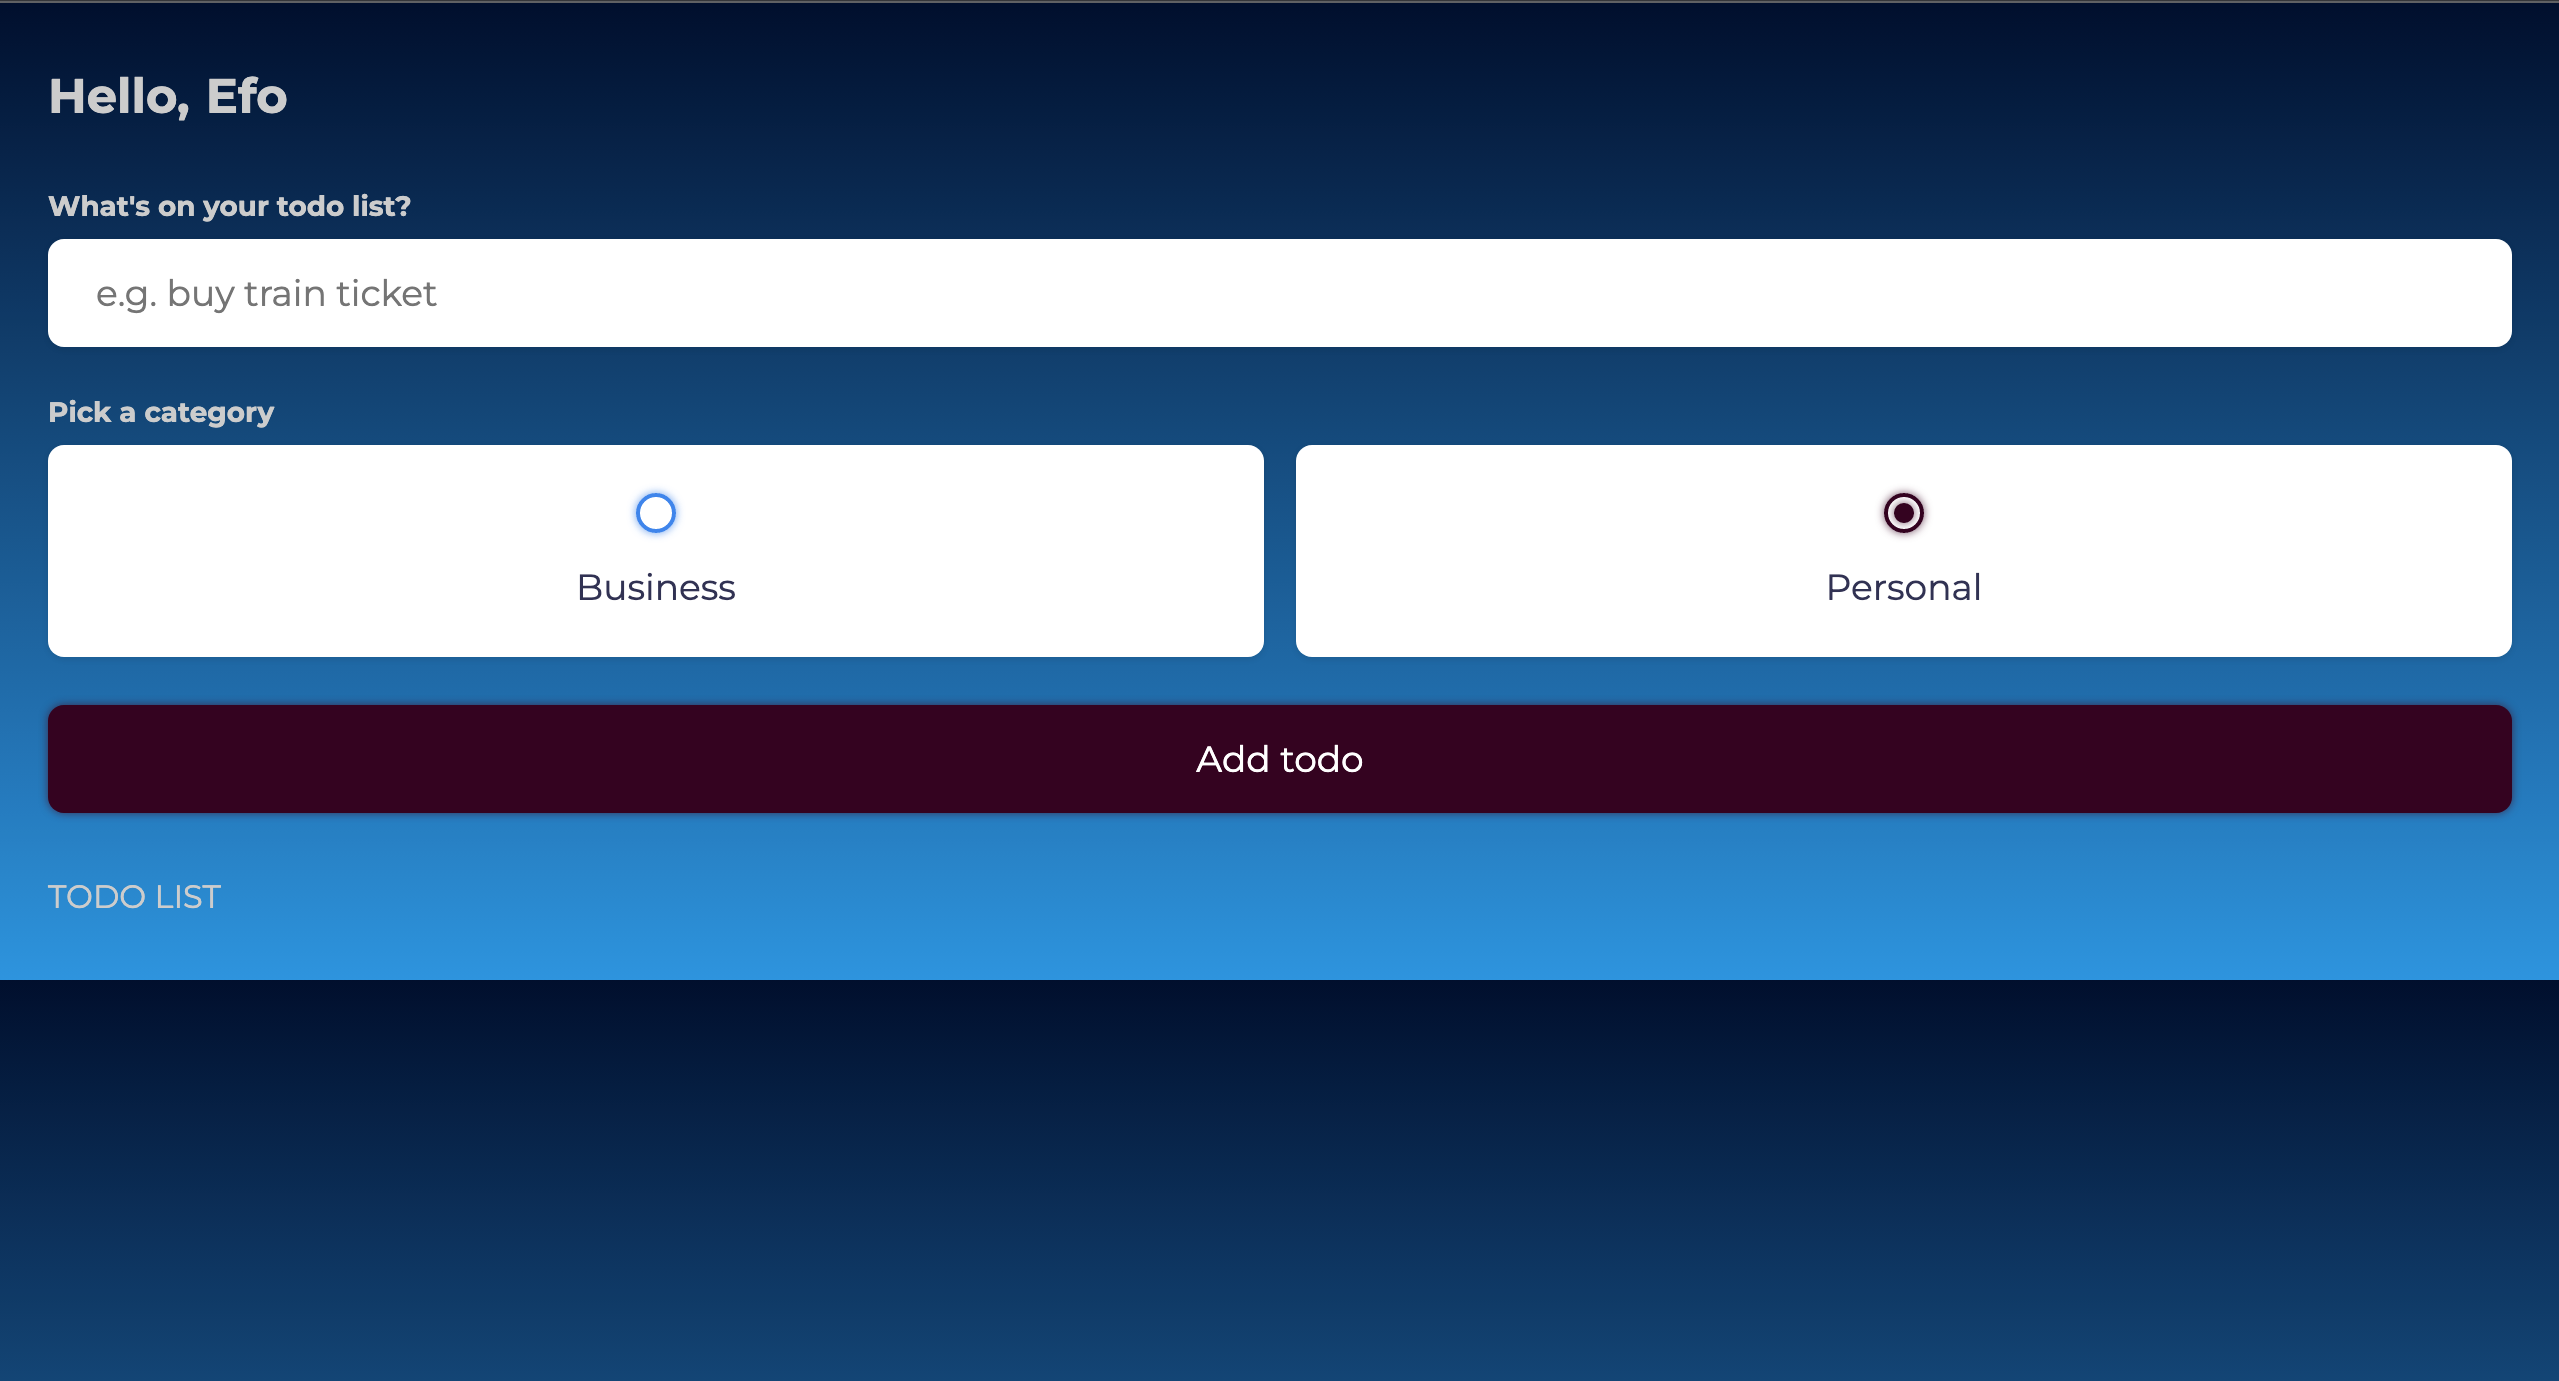 Hello, Efo
What's on your todo list?
e.g. buy train ticket
Pick a category
Business
Personal
Add todo
TODO LIST